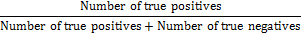 Number of true positives
Number of true positives + Number of true negatives